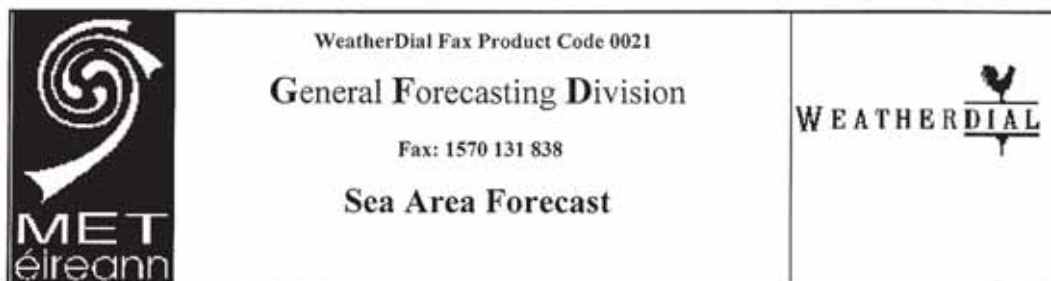 MET
éireann
WeatherDial Fax Product Code 0021
General Forecasting Division
Fax: 1570 131 838
Sea Area Forecast
WEATHERDIAL